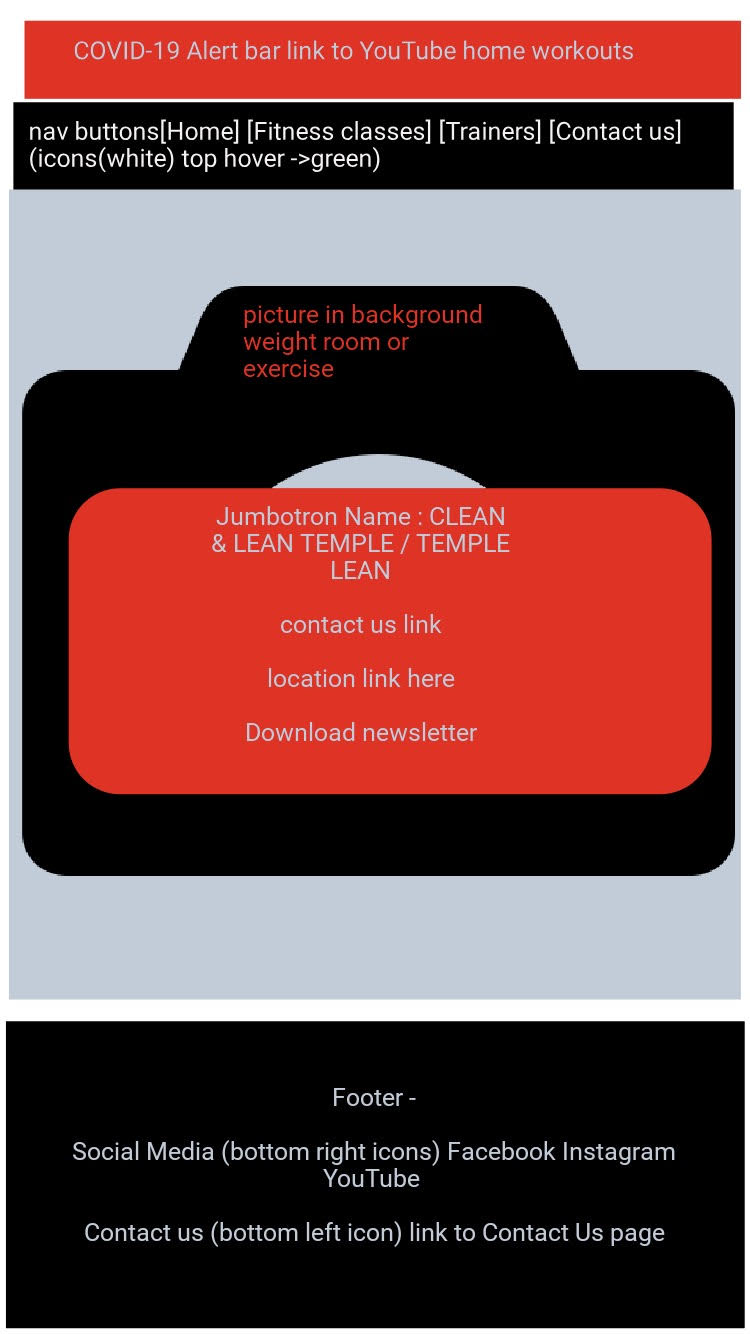 COVID-19 Alert bar link to YouTube home workouts
nav buttons[Home] [Fitness classes] [Trainers] [Contact us]
(icons(white) top hover ->green)
picture in background
weight room or
exercise
Jumbotron Name : CLEAN
& LEAN TEMPLE / TEMPLE
LEAN
contact us link
location link here
Download newsletter
Footer -
Social Media (bottom right icons) Facebook Instagram
YouTube
Contact us (bottom left icon) link to Contact Us page